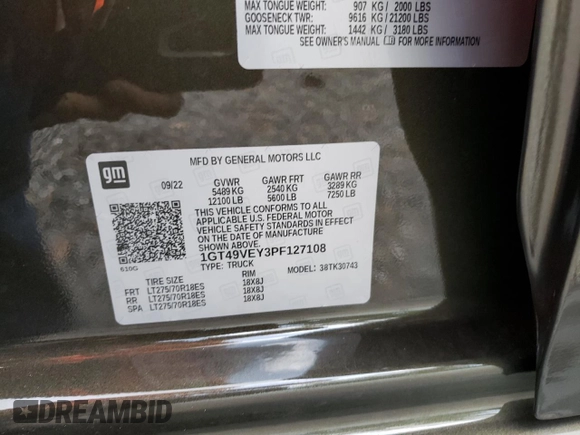 MAX TONGUE WEIGHT: 907 KG / 2000 LBS
GOOSENECK TWR: 9616 KG / 21200 LBS
MAX TONGUE WEIGHT: 1442 KG / 3180 LBS
SEE OWNER'S MANUAL FOR MORE INFORMATION
gm
MFD BY GENERAL MOTORS LLC
09/22 GVWR GAWR FRT GAWR RR
5489 KG 2540 KG 3289 KG
12100 LB 5600 LB 7250 LB
THIS VEHICLE CONFORMS TO ALL
APPLICABLE U.S. FEDERAL MOTOR
VEHICLE SAFETY STANDARDS IN EFFECT
ON THE DATE OF MANUFACTURE
SHOWN ABOVE.
1GT49VEY3PF127108
610G TYPE: TRUCK MODEL: 38TK30743
TIRE SIZE RIM
FRT LT275/70R18ES 18X8J
RR LT275/70R18ES 18X8J
SPA LT275/70R18ES 18X8J
DREAMBID